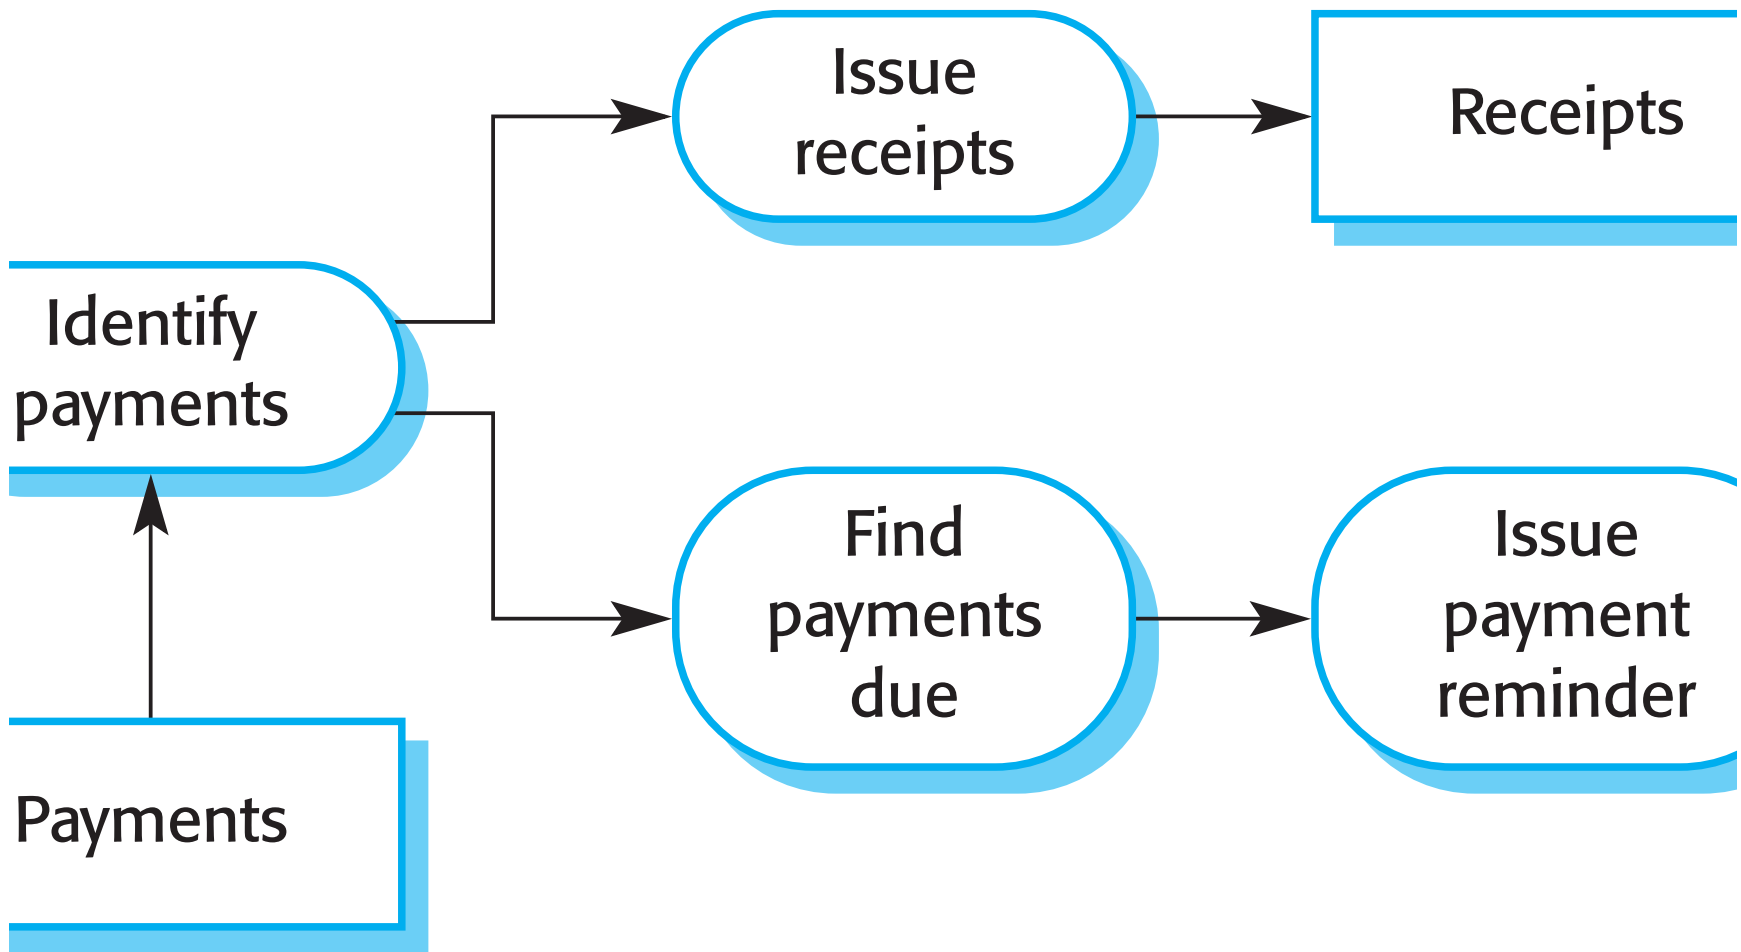 Issue
receipts
Receipts
Identify
payments
Find
payments
due
Issue
payment
reminder
Payments